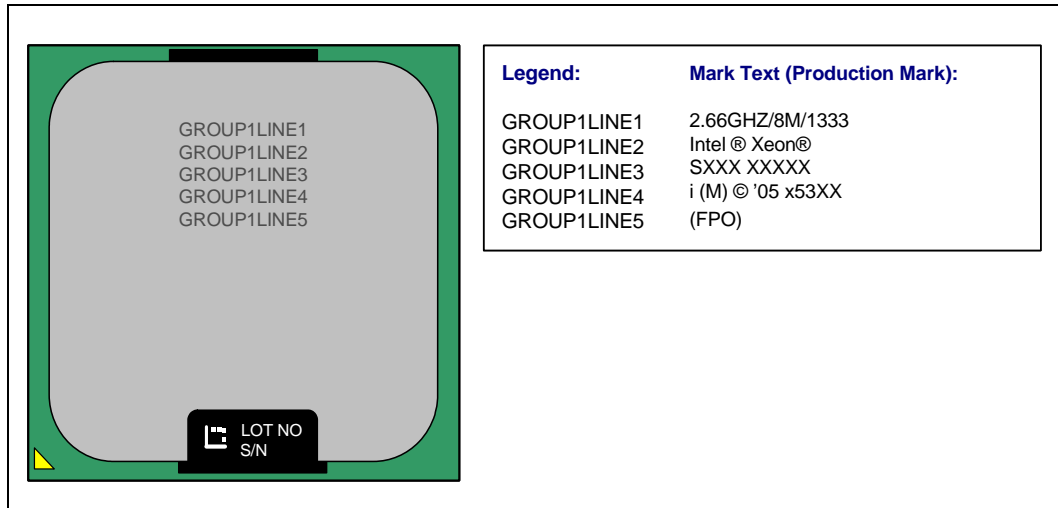 GROUP1LINE1
GROUP1LINE2
GROUP1LINE3
GROUP1LINE4
GROUP1LINE5
LOT NO
S/N
Legend: Mark Text (Production Mark):
GROUP1LINE1 2.66GHZ/8M/1333
GROUP1LINE2 Intel ® Xeon®
GROUP1LINE3 SXXX XXXXX
GROUP1LINE4 i (M) © ’05 x53XX
GROUP1LINE5 (FPO)